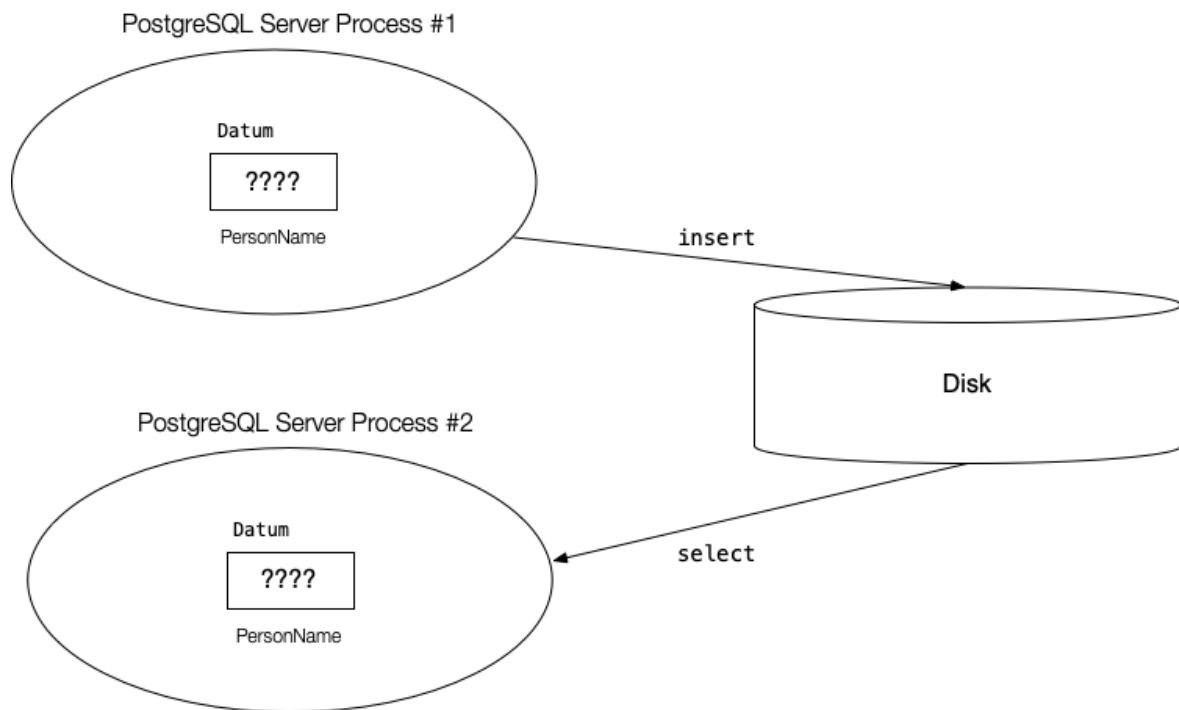 PostgreSQL Server Process #1
Datum
????
PersonName
insert
Disk
PostgreSQL Server Process #2
Datum
????
PersonName
select